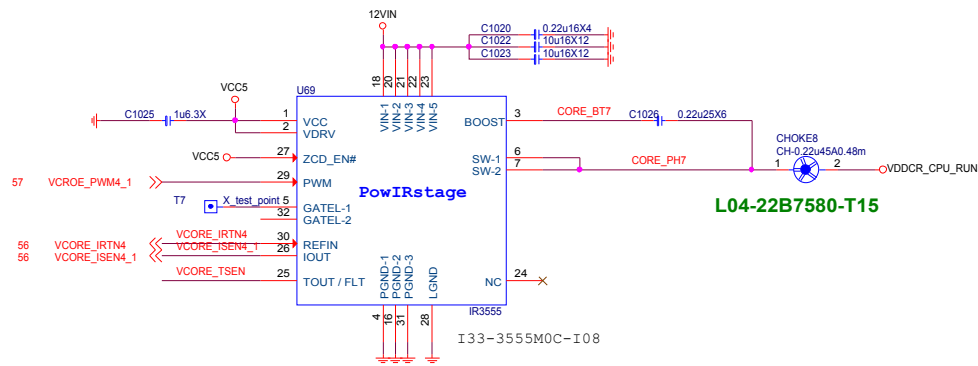 12VIN
C1020 0.22u16X4
C1022 10u16X12
C1023 10u16X12
18 20 21 22 23
U69
VIN-1 VIN-2 VIN-3 VIN-4 VIN-5
VCC5
C1025 1u6.3X
1 VCC
2 VDRV
BOOST 3 CORE_BT7 C1026 0.22u25X6
CHOKE8
CH-0.22u45A0.48m
VCC5 27 ZCD_EN#
SW-1 6
SW-2 7 CORE_PH7 1 2 VDDCR_CPU_RUN
57 VCROE_PWM4_1 29 PWM
PowIRstage
T7 X_test_point 5 GATEL-1
32 GATEL-2
L04-22B7580-T15
56 VCORE_IRTN4 VCORE_IRTN4 30 REFIN
56 VCORE_ISEN4_1 VCORE_ISEN4_1 26 IOUT
VCORE_TSEN 25 TOUT / FLT
PGND-1 PGND-2 PGND-3 LGND
NC 24
4 16 31 28
IR3555
I33-3555M0C-I08